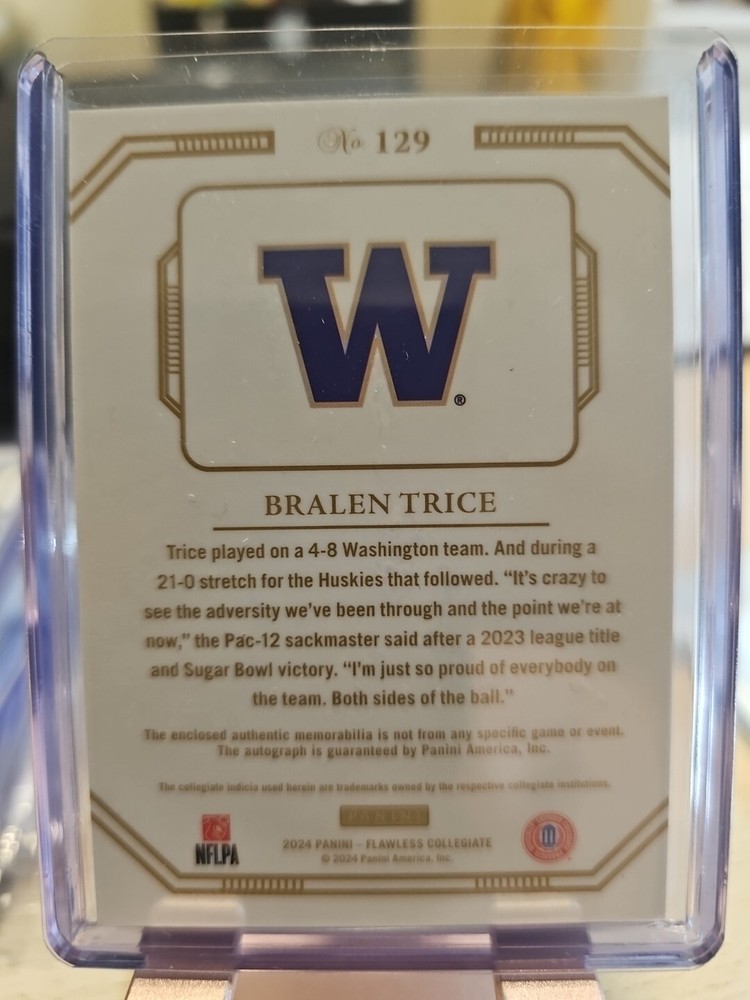 No 129
W®
BRALEN TRICE
Trice played on a 4-8 Washington team. And during a
21-0 stretch for the Huskies that followed. “It's crazy to
see the adversity we've been through and the point we're at
now,” the Pac-12 sackmaster said after a 2023 league title
and Sugar Bowl victory. “I'm just so proud of everybody on
the team. Both sides of the ball.”
The enclosed authentic memorabilia is not from any specific game or event.
The autograph is guaranteed by Panini America, Inc.
The collegiate indicia used herein are trademarks owned by the respective collegiate institutions.
PANINI
NFLPA
2024 PANINI – FLAWLESS COLLEGIATE
© 2024 Panini America, Inc.